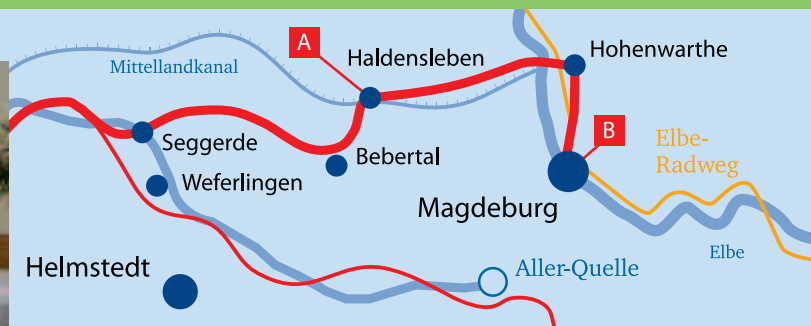 A
Haldensleben
Hohenwarthe
Mittellandkanal
B
Seggerde
Bebertal
Elbe-
Radweg
Weferlingen
Magdeburg
Elbe
Helmstedt
Aller-Quelle